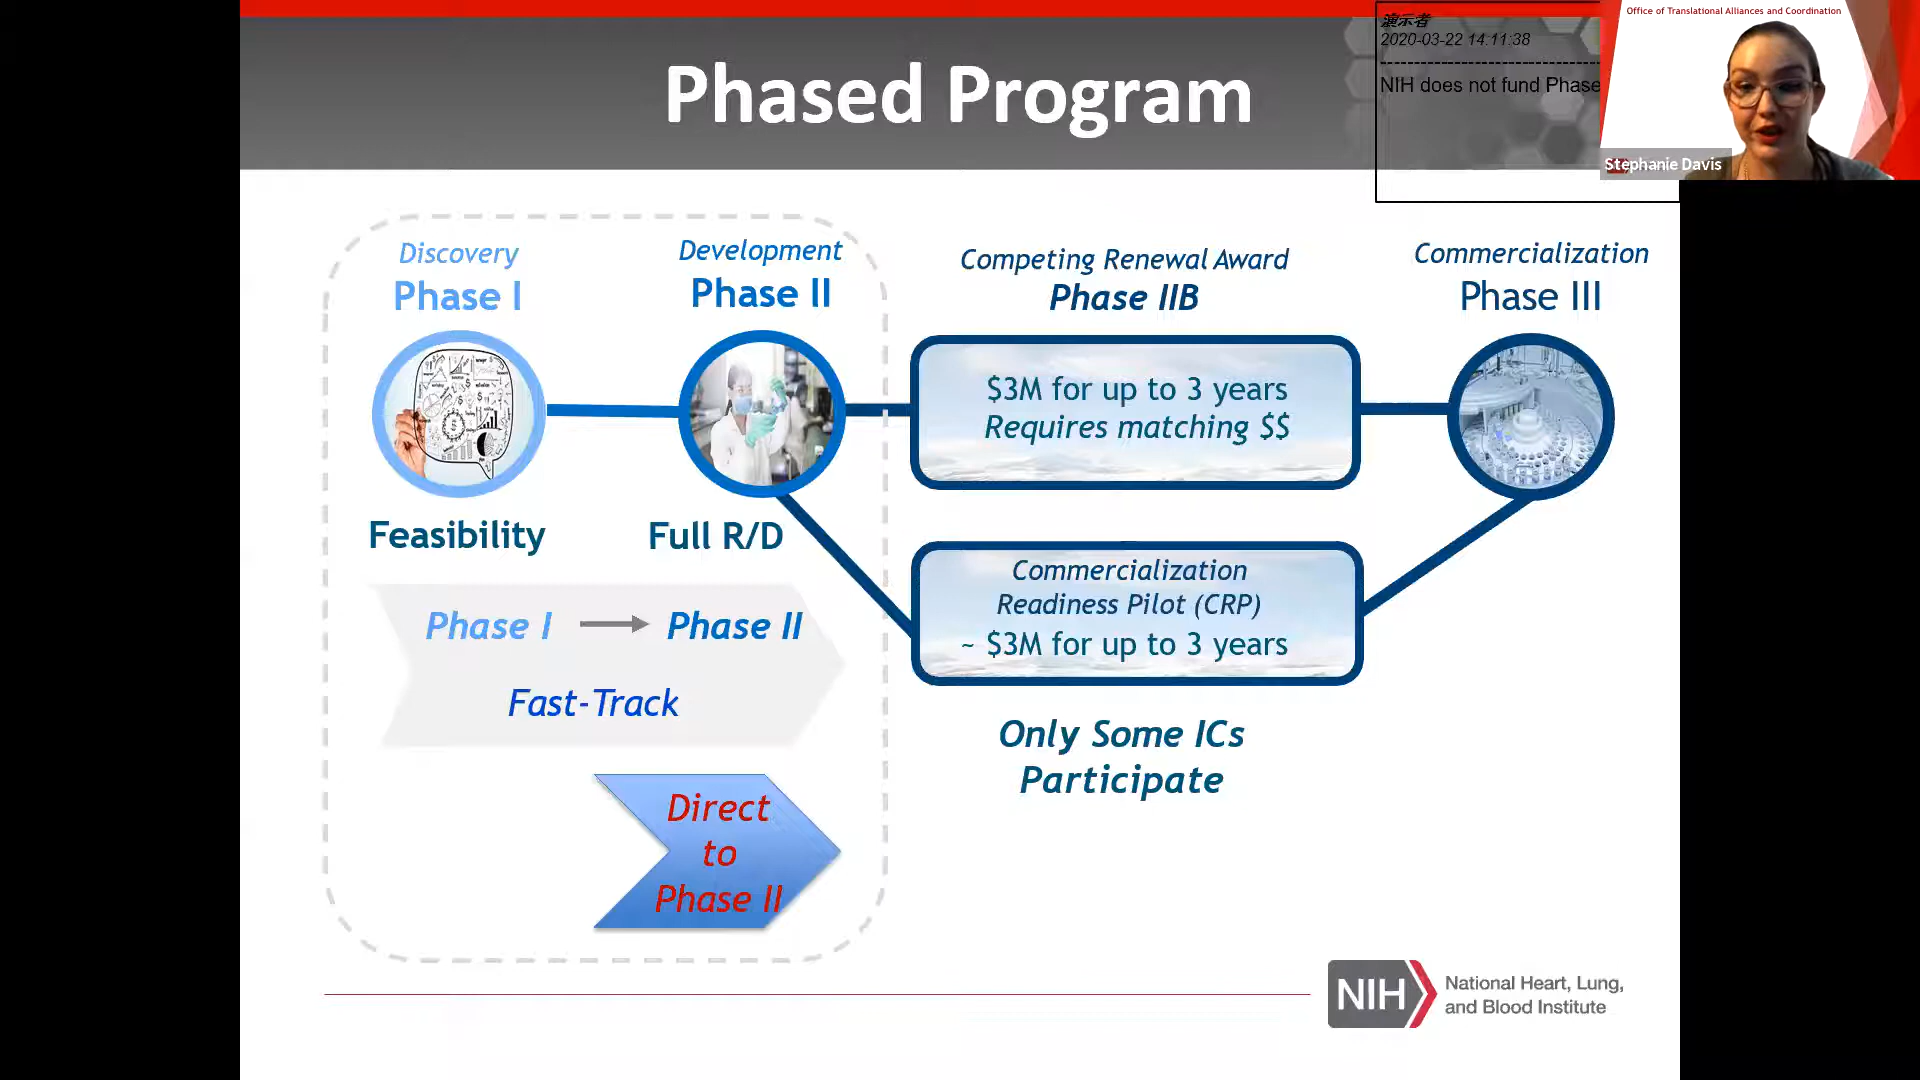 Phased Program
演示者
2020-03-22 14:11:38
NIH does not fund Phase
Office of Translational Alliances and Coordination
Stephanie Davis
Discovery
Phase I
Development
Phase II
Competing Renewal Award
Phase IIB
Commercialization
Phase III
$3M for up to 3 years
Requires matching $$
Feasibility
Full R/D
Commercialization
Readiness Pilot (CRP)
~ $3M for up to 3 years
Phase I
Phase II
Fast-Track
Only Some ICs
Participate
Direct
to
Phase II
NIH
National Heart, Lung,
and Blood Institute